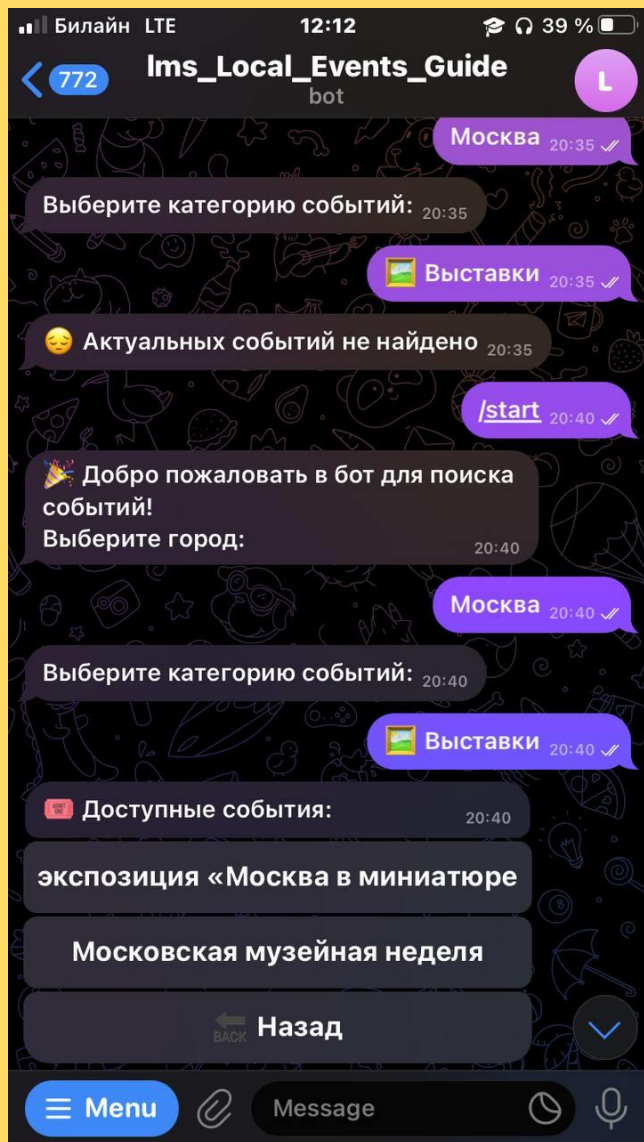 Билайн LTE 12:12 39 %
772 lms_Local_Events_Guide L
bot
Москва 20:35
Выберите категорию событий: 20:35
🖼️ Выставки 20:35
😔 Актуальных событий не найдено 20:35
/start 20:40
🎉 Добро пожаловать в бот для поиска
событий!
Выберите город: 20:40
Москва 20:40
Выберите категорию событий: 20:40
🖼️ Выставки 20:40
🎟️ Доступные события: 20:40
экспозиция «Москва в миниатюре
Московская музейная неделя
BACK Назад
Menu Message